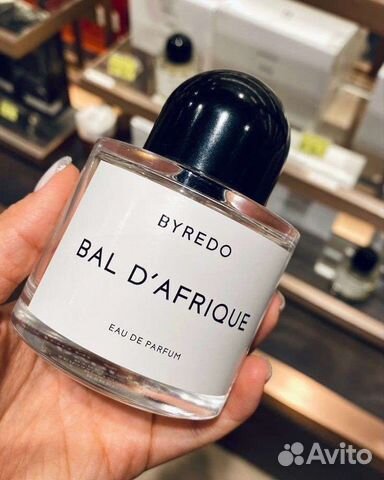 BYREDO
BAL D'AFRIQUE
EAU DE PARFUM
Avito